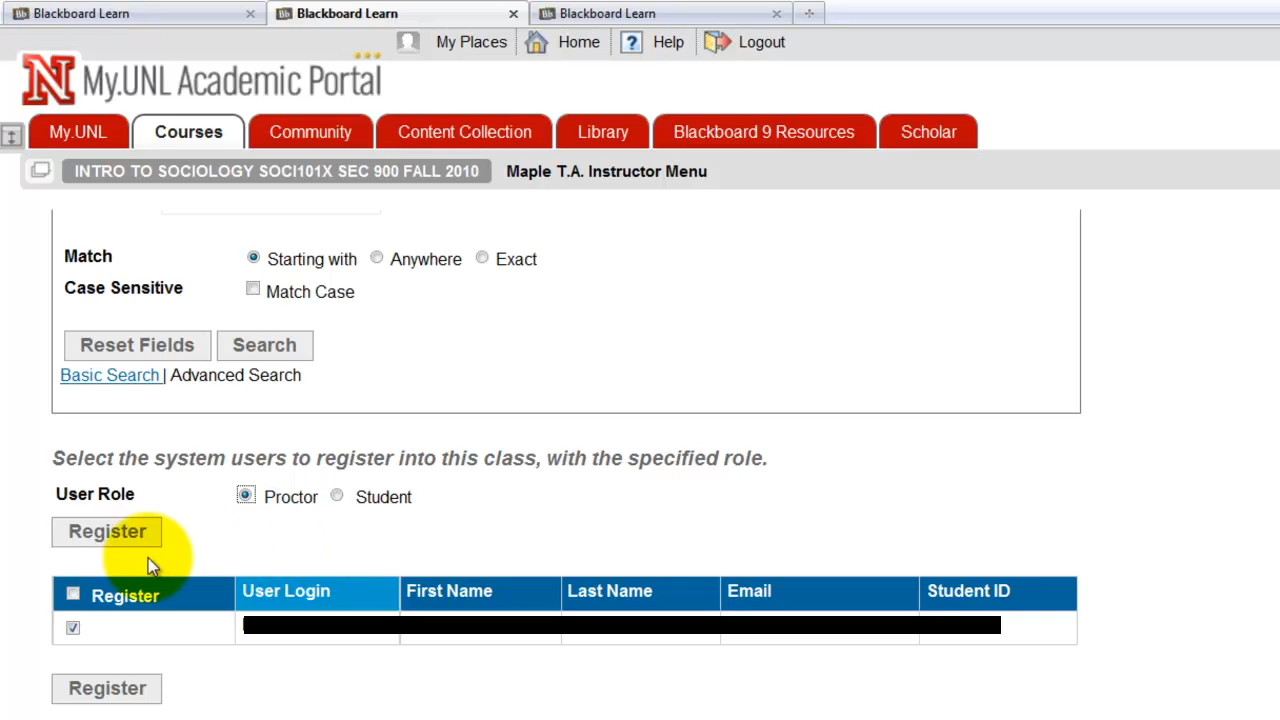 Blackboard Learn Blackboard Learn Blackboard Learn
My Places Home Help Logout
N My.UNL Academic Portal
My.UNL Courses Community Content Collection Library Blackboard 9 Resources Scholar
INTRO TO SOCIOLOGY SOCI101X SEC 900 FALL 2010 Maple T.A. Instructor Menu
Match Starting with Anywhere Exact
Case Sensitive Match Case
Reset Fields Search
Basic Search | Advanced Search
Select the system users to register into this class, with the specified role.
User Role Proctor Student
Register
Register User Login First Name Last Name Email Student ID
Register